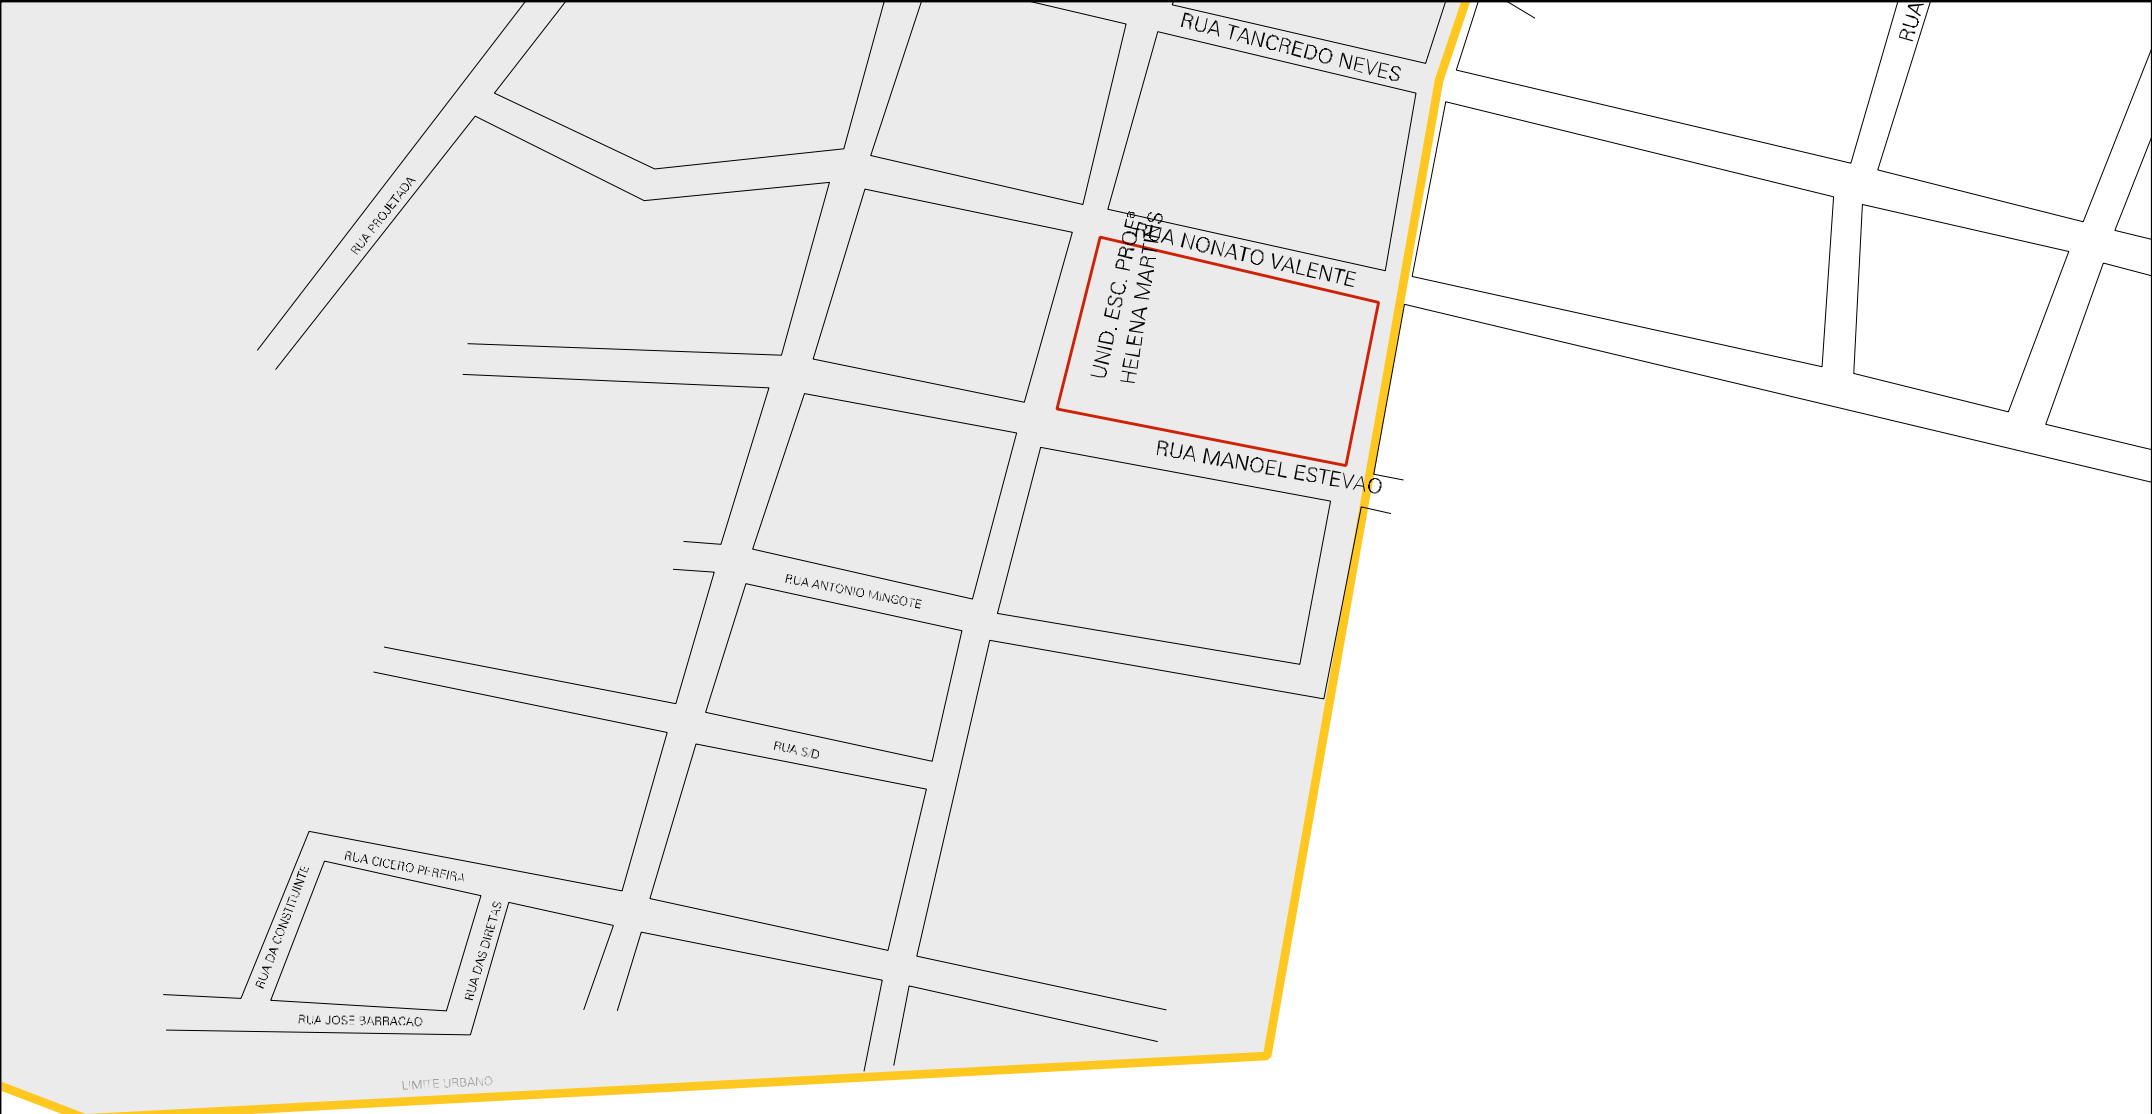 RUA TANCREDO NEVES
RUA
RUA PROJETADA
RUA NONATO VALENTE
UNID. ESC. PROFª
HELENA MARTINS
RUA MANOEL ESTEVAO
RUA ANTONIO MINGOTE
RUA S/D
RUA CICERO PEREIRA
RUA DA CONSTITUINTE
RUA DAS DIRETAS
RUA JOSE BARRACAO
LIMITE URBANO